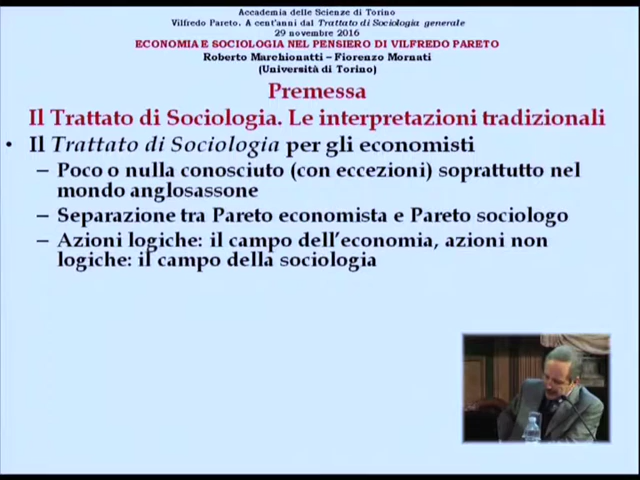 Accademia delle Scienze di Torino
Vilfredo Pareto. A cent'anni dal Trattato di Sociologia generale
29 novembre 2016
ECONOMIA E SOCIOLOGIA NEL PENSIERO DI VILFREDO PARETO
Roberto Marchionatti – Fiorenzo Mornati
(Università di Torino)
Premessa
Il Trattato di Sociologia. Le interpretazioni tradizionali
• Il Trattato di Sociologia per gli economisti
– Poco o nulla conosciuto (con eccezioni) soprattutto nel
mondo anglosassone
– Separazione tra Pareto economista e Pareto sociologo
– Azioni logiche: il campo dell'economia, azioni non
logiche: il campo della sociologia